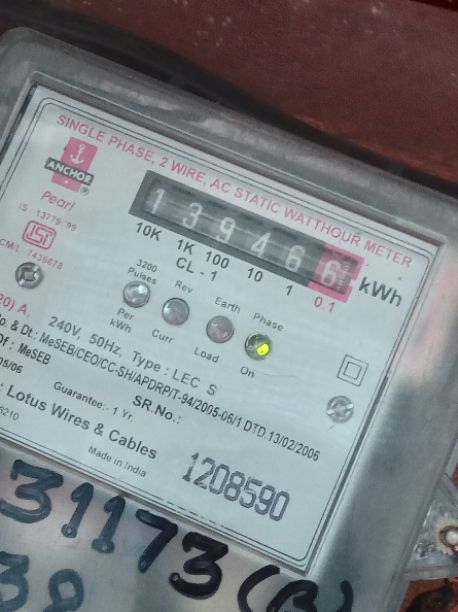 SINGLE PHASE, 2 WIRE, AC STATIC WATTHOUR METER
ANCHOR
Pearl
IS 13779:99
ISI
CM/L 7435678
139466 kWh
10K 1K 100 10 1 0.1
CL - 1
3200 Pulses Per kWh
Rev Curr
Earth Load
Phase On
20) A, 240V, 50Hz, Type : LEC S
o. & Dt.: MeSEB/CEO/CC-SH/APDRP/T-94/2005-06/1 DTD 13/02/2006
Of : MeSEB
05/06
Guarantee:- 1 Yr.
SR.No.:
: Lotus Wires & Cables
6210
Made in India
1208590
31173 (B)
38